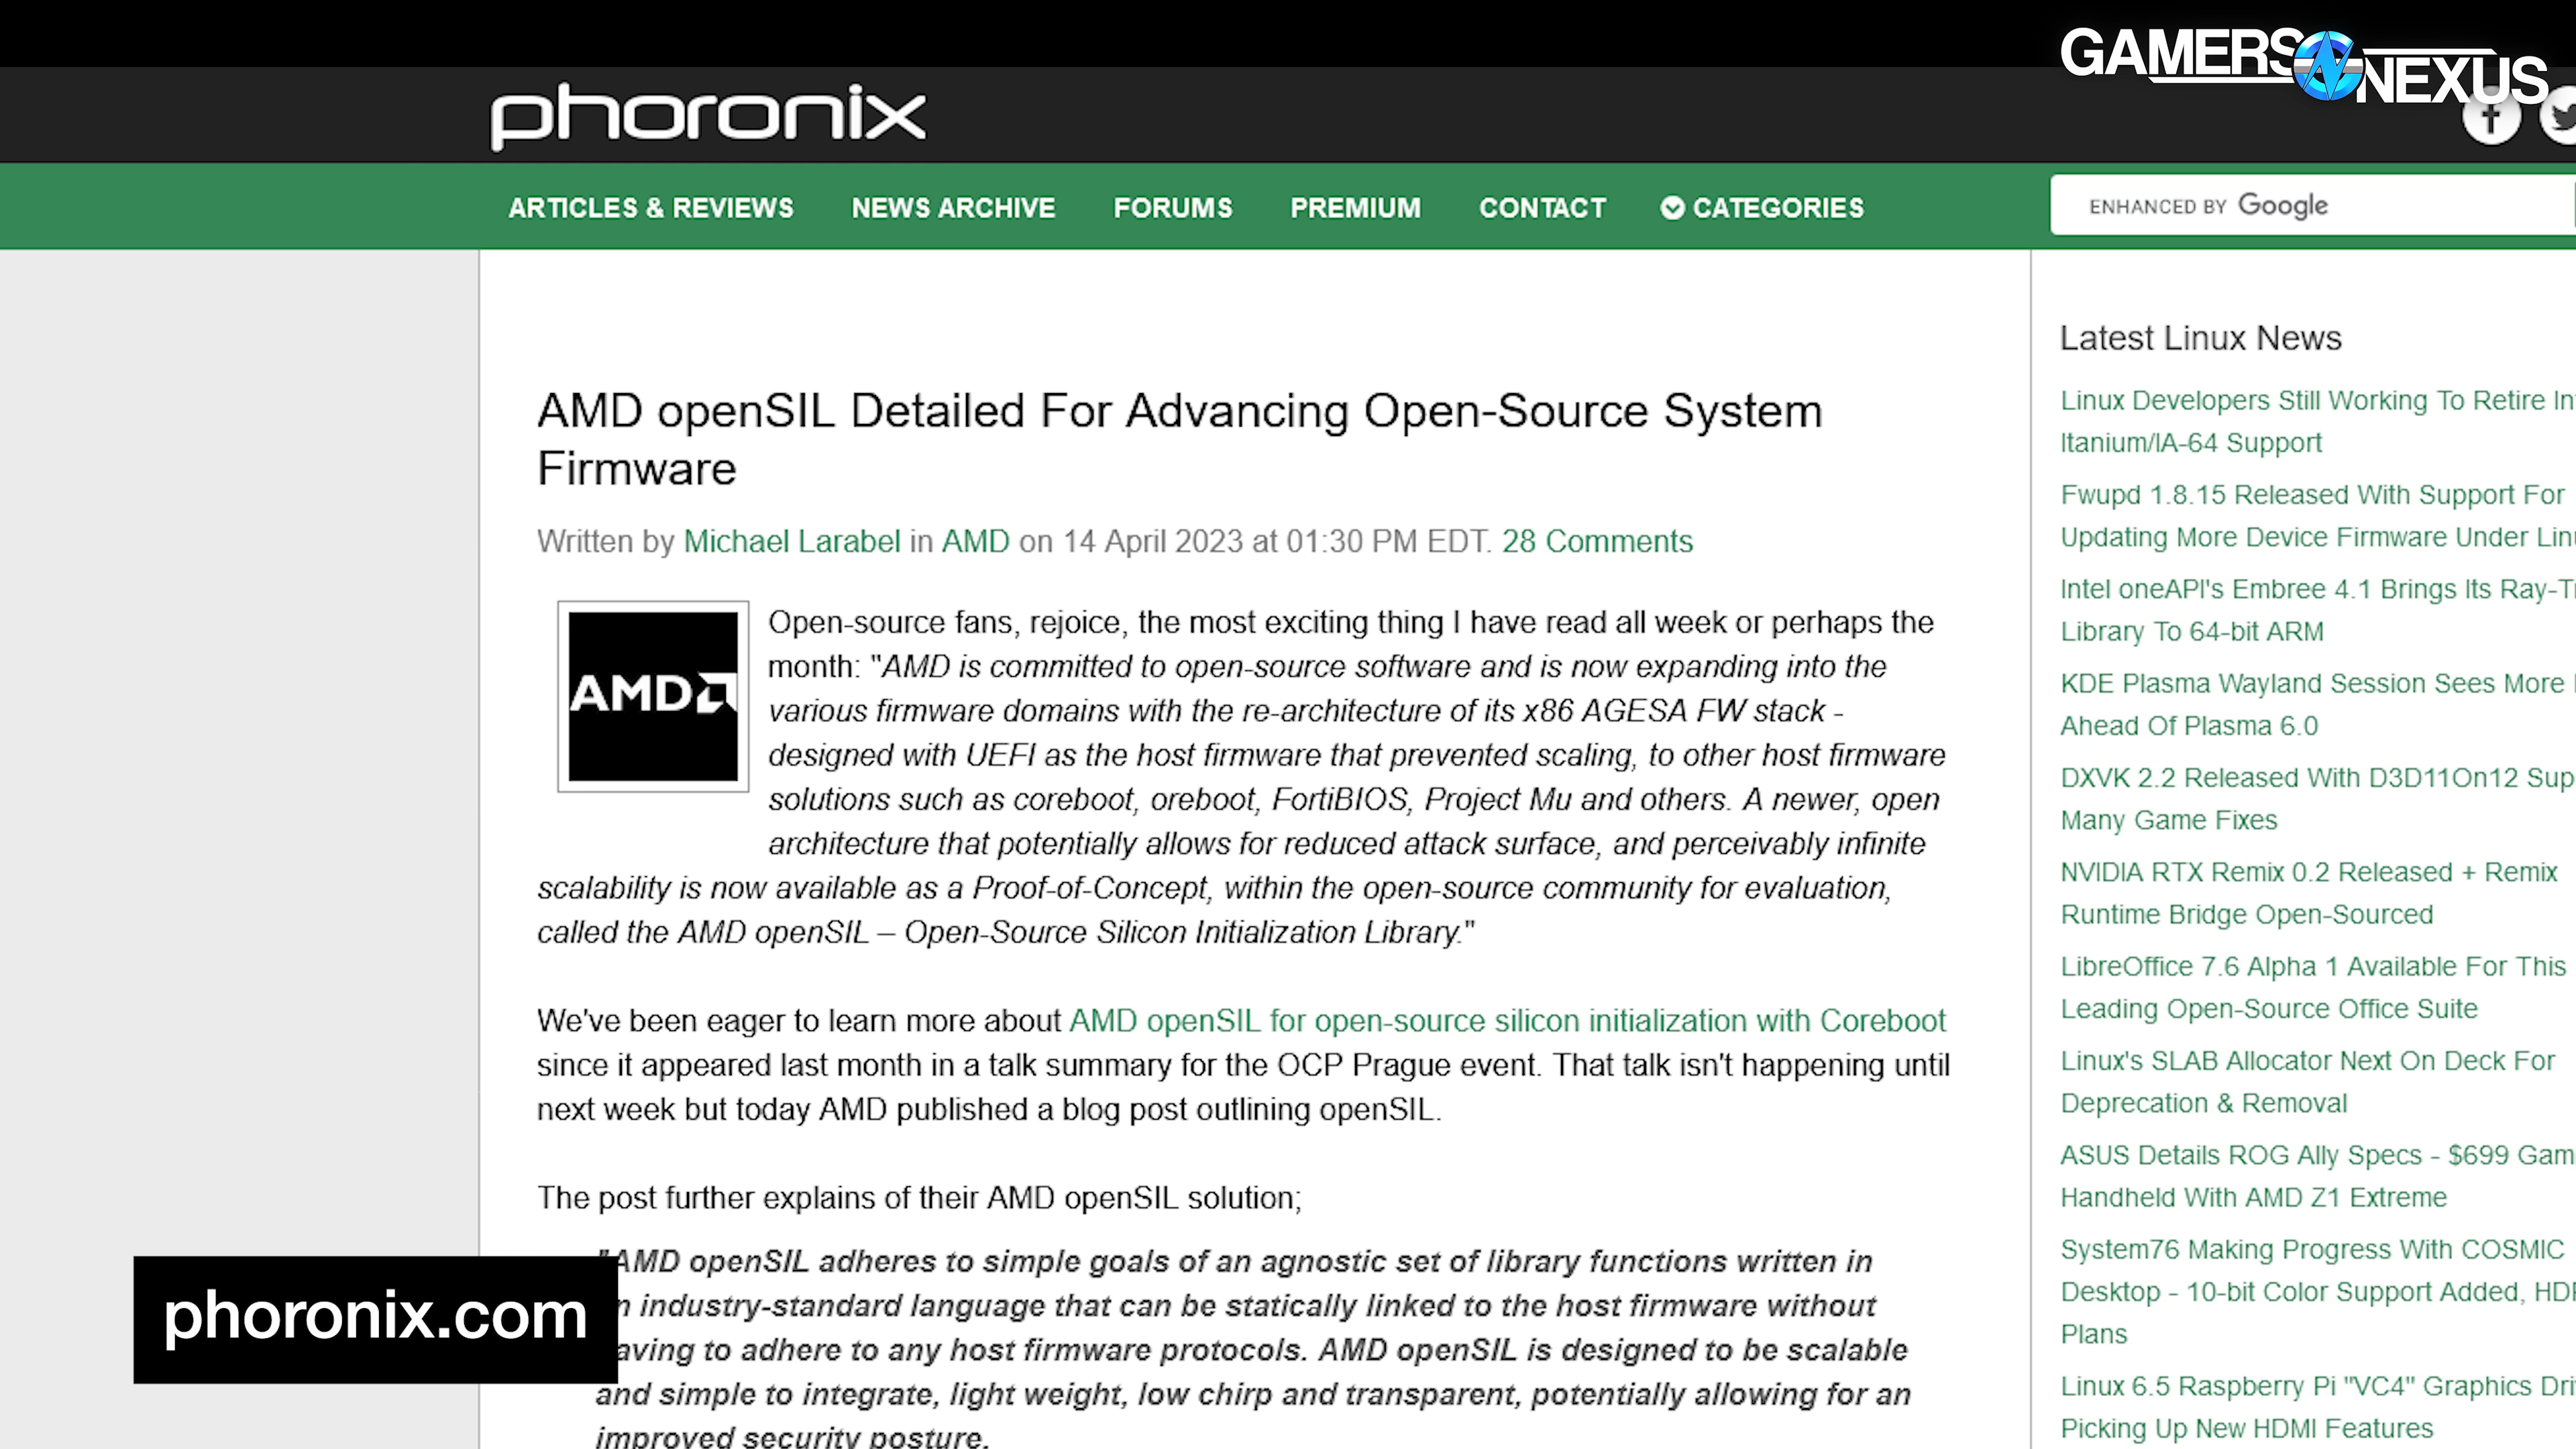 GAMERS NEXUS
phoronix
ARTICLES & REVIEWS NEWS ARCHIVE FORUMS PREMIUM CONTACT CATEGORIES
ENHANCED BY Google
AMD openSIL Detailed For Advancing Open-Source System
Firmware
Written by Michael Larabel in AMD on 14 April 2023 at 01:30 PM EDT. 28 Comments
AMD
Open-source fans, rejoice, the most exciting thing I have read all week or perhaps the
month: "AMD is committed to open-source software and is now expanding into the
various firmware domains with the re-architecture of its x86 AGESA FW stack -
designed with UEFI as the host firmware that prevented scaling, to other host firmware
solutions such as coreboot, oreboot, FortiBIOS, Project Mu and others. A newer, open
architecture that potentially allows for reduced attack surface, and perceivably infinite
scalability is now available as a Proof-of-Concept, within the open-source community for evaluation,
called the AMD openSIL – Open-Source Silicon Initialization Library."
We've been eager to learn more about AMD openSIL for open-source silicon initialization with Coreboot
since it appeared last month in a talk summary for the OCP Prague event. That talk isn't happening until
next week but today AMD published a blog post outlining openSIL.
The post further explains of their AMD openSIL solution;
"AMD openSIL adheres to simple goals of an agnostic set of library functions written in
industry-standard language that can be statically linked to the host firmware without
to adhere to any host firmware protocols. AMD openSIL is designed to be scalable
and simple to integrate, light weight, low chirp and transparent, potentially allowing for an
improved security posture.
phoronix.com
Latest Linux News
Linux Developers Still Working To Retire
Itanium/IA-64 Support
Fwupd 1.8.15 Released With Support For
Updating More Device Firmware Under
Intel oneAPI's Embree 4.1 Brings Its
Library To 64-bit ARM
KDE Plasma Wayland Session Sees More
Ahead Of Plasma 6.0
DXVK 2.2 Released With D3D11On12
Many Game Fixes
NVIDIA RTX Remix 0.2 Released + Remix
Runtime Bridge Open-Sourced
LibreOffice 7.6 Alpha 1 Available For This
Leading Open-Source Office Suite
Linux's SLAB Allocator Next On Deck For
Deprecation & Removal
ASUS Details ROG Ally Specs - $699
Handheld With AMD Z1 Extreme
System76 Making Progress With COSMIC
Desktop - 10-bit Color Support Added,
Plans
Linux 6.5 Raspberry Pi "VC4" Graphics
Picking Up New HDMI Features